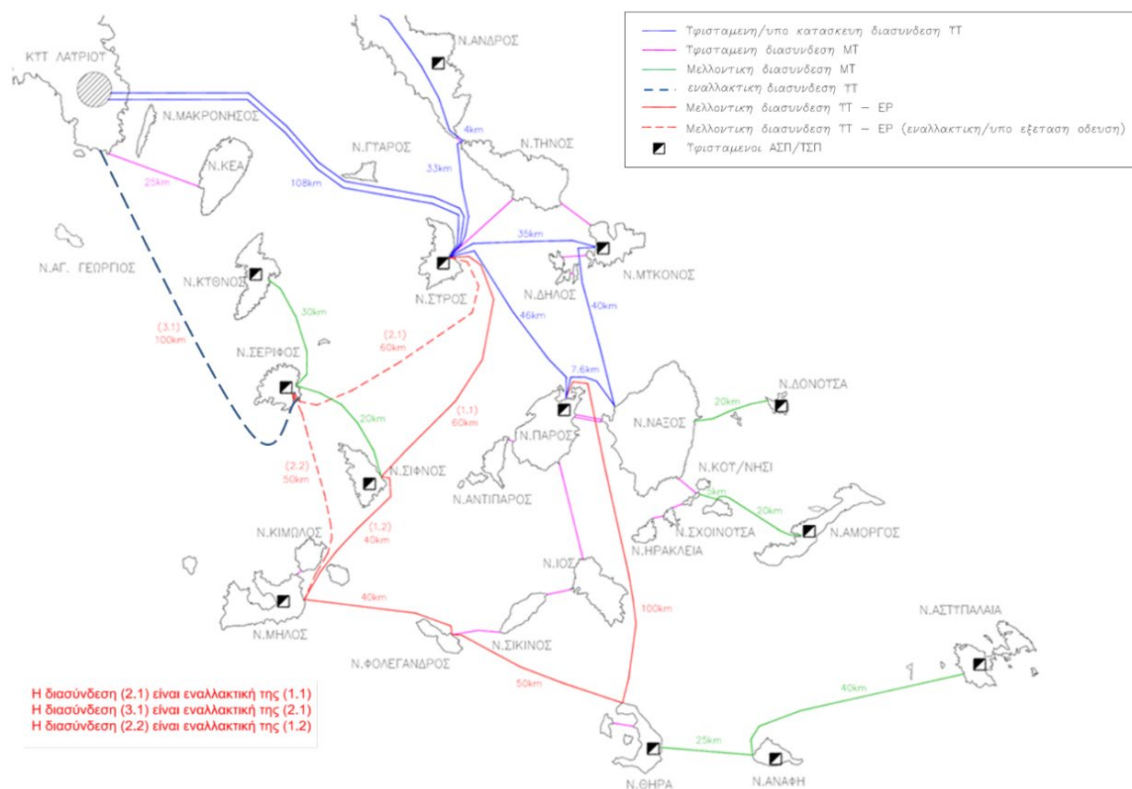 Υφισταμενη/υπο κατασκευη διασυνδεση ΥΤ
Υφισταμενη διασυνδεση ΜΤ
Μελλοντικη διασυνδεση ΜΤ
εναλλακτικη διασυνδεση ΥΤ
Μελλοντικη διασυνδεση ΥΤ – ΕΡ
Μελλοντικη διασυνδεση ΥΤ – ΕΡ (εναλλακτικη/υπο εξεταση οδευση)
Υφισταμενοι ΑΣΠ/ΤΣΠ
Ν.ΑΝΔΡΟΣ
ΚΥΤ ΛΑΥΡΙΟΥ
Ν.ΜΑΚΡΟΝΗΣΟΣ
4km
Ν.ΤΗΝΟΣ
Ν.ΓΥΑΡΟΣ
Ν.ΚΕΑ
33km
25km
108km
35km
Ν.ΜΥΚΟΝΟΣ
Ν.ΑΓ. ΓΕΩΡΓΙΟΣ
Ν.ΚΥΘΝΟΣ
Ν.ΣΥΡΟΣ
Ν.ΔΗΛΟΣ
40km
30km
46km
(3.1)
100km
(2.1)
60km
Ν.ΣΕΡΙΦΟΣ
7.6km
Ν.ΔΟΝΟΥΣΑ
20km
20km
(1.1)
60km
Ν.ΝΑΞΟΣ
Ν.ΠΑΡΟΣ
(2.2)
50km
Ν.ΣΙΦΝΟΣ
Ν.ΚΟΥ/ΝΗΣΙ
Ν.ΑΝΤΙΠΑΡΟΣ
5km
20km
Ν.ΣΧΟΙΝΟΥΣΑ
Ν.ΑΜΟΡΓΟΣ
Ν.ΚΙΜΩΛΟΣ
(1.2)
40km
Ν.ΗΡΑΚΛΕΙΑ
Ν.ΙΟΣ
40km
100km
Ν.ΑΣΤΥΠΑΛΑΙΑ
Ν.ΜΗΛΟΣ
Ν.ΣΙΚΙΝΟΣ
Ν.ΦΟΛΕΓΑΝΔΡΟΣ
50km
40km
Η διασύνδεση (2.1) είναι εναλλακτική της (1.1)
Η διασύνδεση (3.1) είναι εναλλακτική της (2.1)
Η διασύνδεση (2.2) είναι εναλλακτική της (1.2)
25km
Ν.ΘΗΡΑ
Ν.ΑΝΑΦΗ